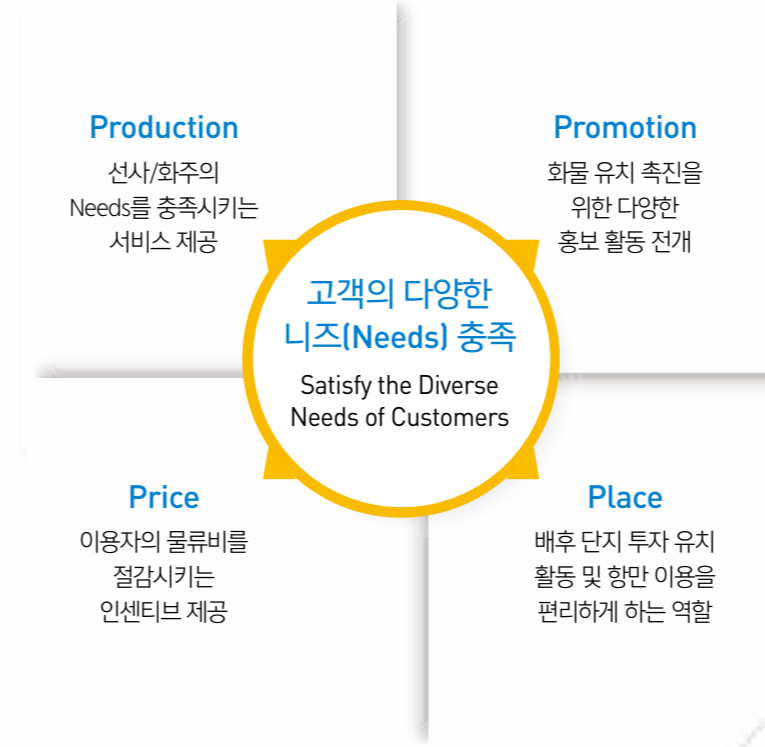 Production
선사/화주의
Needs를 충족시키는
서비스 제공
Promotion
화물 유치 촉진을
위한 다양한
홍보 활동 전개
고객의 다양한
니즈(Needs) 충족
Satisfy the Diverse
Needs of Customers
Price
이용자의 물류비를
절감시키는
인센티브 제공
Place
배후 단지 투자 유치
활동 및 항만 이용을
편리하게 하는 역할